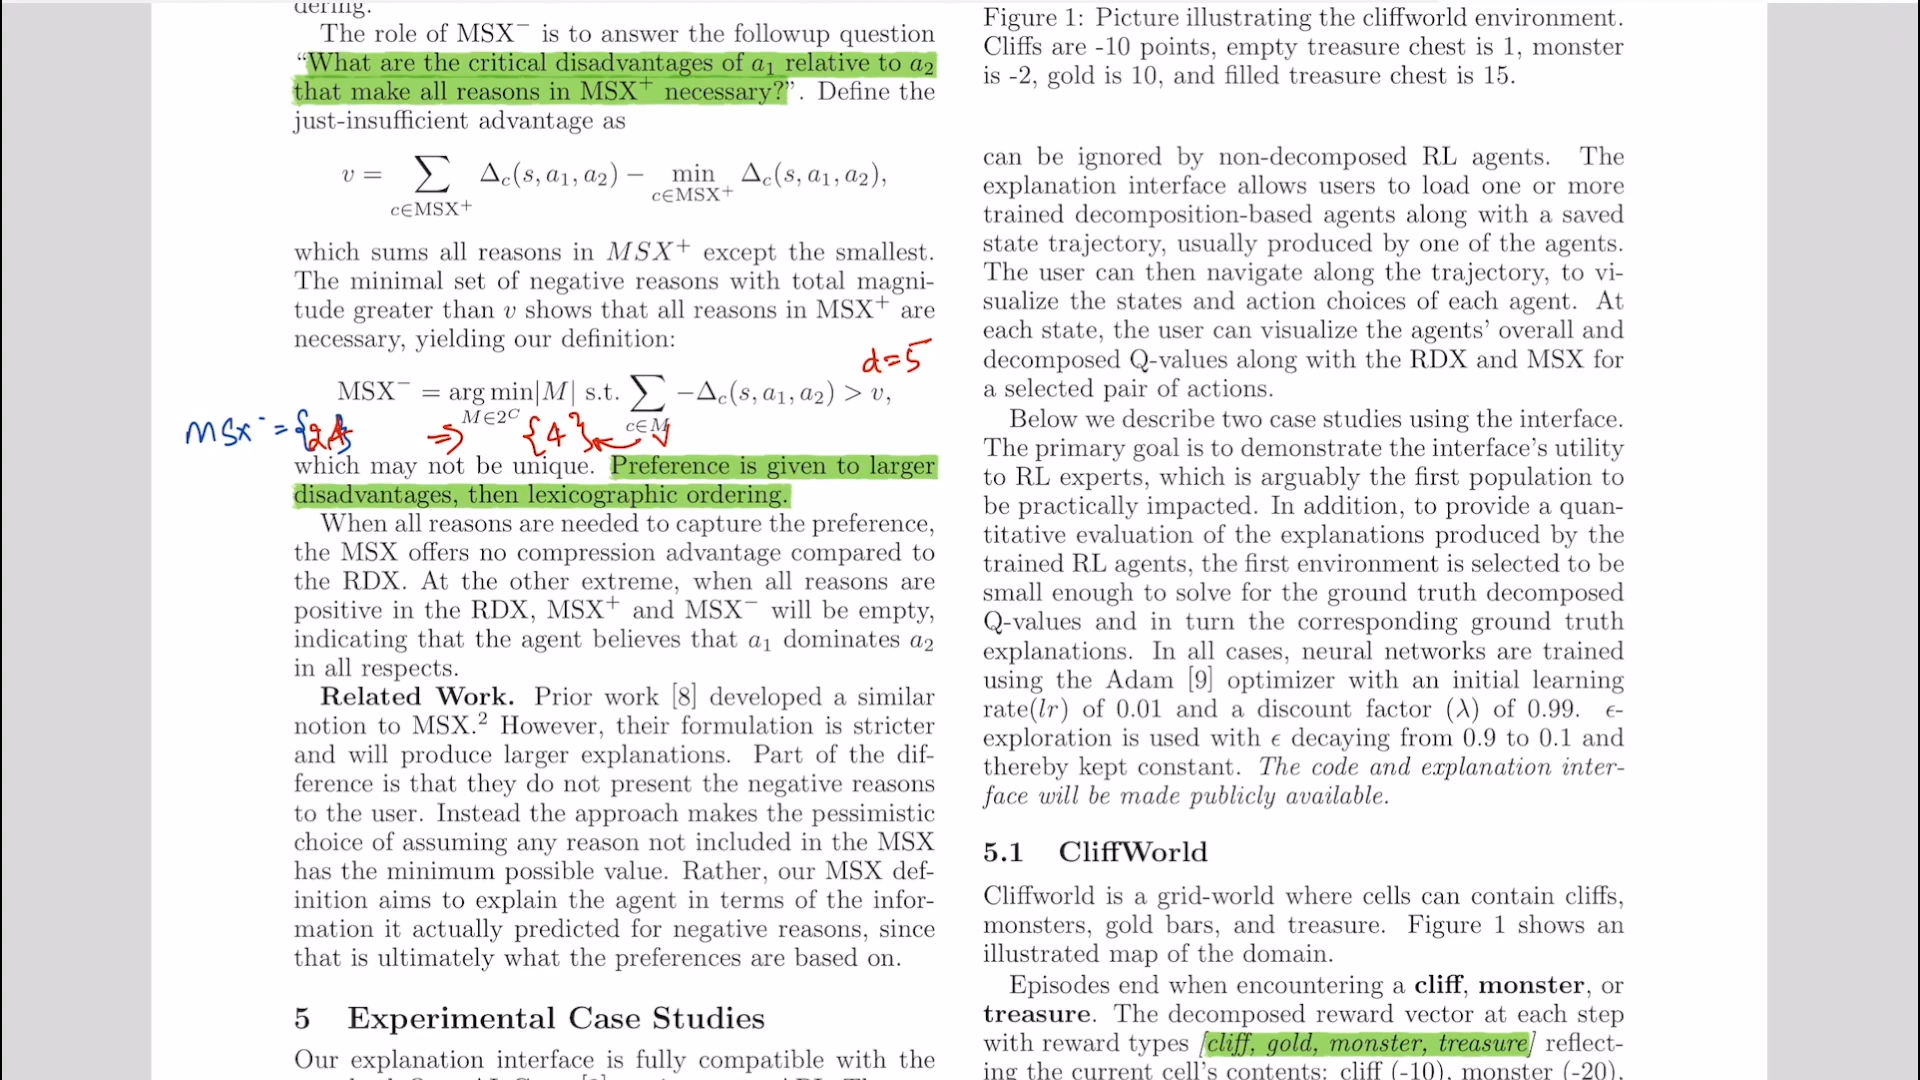 dering.
The role of MSX⁻ is to answer the followup question
“What are the critical disadvantages of a₁ relative to a₂
that make all reasons in MSX⁺ necessary?”. Define the
just-insufficient advantage as
v = ∑_{c∈MSX⁺} Δ_c(s, a₁, a₂) − min_{c∈MSX⁺} Δ_c(s, a₁, a₂),
which sums all reasons in MSX⁺ except the smallest.
The minimal set of negative reasons with total magni-
tude greater than v shows that all reasons in MSX⁺ are
necessary, yielding our definition:
d=5
MSX⁻ = arg min_{M∈2^C} |M| s.t. ∑_{c∈M} −Δ_c(s, a₁, a₂) > v,
MSX⁻ = {
⇒ {4}
which may not be unique. Preference is given to larger
disadvantages, then lexicographic ordering.
When all reasons are needed to capture the preference,
the MSX offers no compression advantage compared to
the RDX. At the other extreme, when all reasons are
positive in the RDX, MSX⁺ and MSX⁻ will be empty,
indicating that the agent believes that a₁ dominates a₂
in all respects.
Related Work. Prior work [8] developed a similar
notion to MSX.² However, their formulation is stricter
and will produce larger explanations. Part of the dif-
ference is that they do not present the negative reasons
to the user. Instead the approach makes the pessimistic
choice of assuming any reason not included in the MSX
has the minimum possible value. Rather, our MSX def-
inition aims to explain the agent in terms of the infor-
mation it actually predicted for negative reasons, since
that is ultimately what the preferences are based on.
5 Experimental Case Studies
Our explanation interface is fully compatible with the
Figure 1: Picture illustrating the cliffworld environment.
Cliffs are -10 points, empty treasure chest is 1, monster
is -2, gold is 10, and filled treasure chest is 15.
can be ignored by non-decomposed RL agents. The
explanation interface allows users to load one or more
trained decomposition-based agents along with a saved
state trajectory, usually produced by one of the agents.
The user can then navigate along the trajectory, to vi-
sualize the states and action choices of each agent. At
each state, the user can visualize the agents’ overall and
decomposed Q-values along with the RDX and MSX for
a selected pair of actions.
Below we describe two case studies using the interface.
The primary goal is to demonstrate the interface’s utility
to RL experts, which is arguably the first population to
be practically impacted. In addition, to provide a quan-
titative evaluation of the explanations produced by the
trained RL agents, the first environment is selected to be
small enough to solve for the ground truth decomposed
Q-values and in turn the corresponding ground truth
explanations. In all cases, neural networks are trained
using the Adam [9] optimizer with an initial learning
rate(lr) of 0.01 and a discount factor (λ) of 0.99. ϵ-
exploration is used with ϵ decaying from 0.9 to 0.1 and
thereby kept constant. The code and explanation inter-
face will be made publicly available.
5.1 CliffWorld
Cliffworld is a grid-world where cells can contain cliffs,
monsters, gold bars, and treasure. Figure 1 shows an
illustrated map of the domain.
Episodes end when encountering a cliff, monster, or
treasure. The decomposed reward vector at each step
with reward types [cliff, gold, monster, treasure] reflect-
ing the current cell’s contents: cliff (-10), monster (-20),